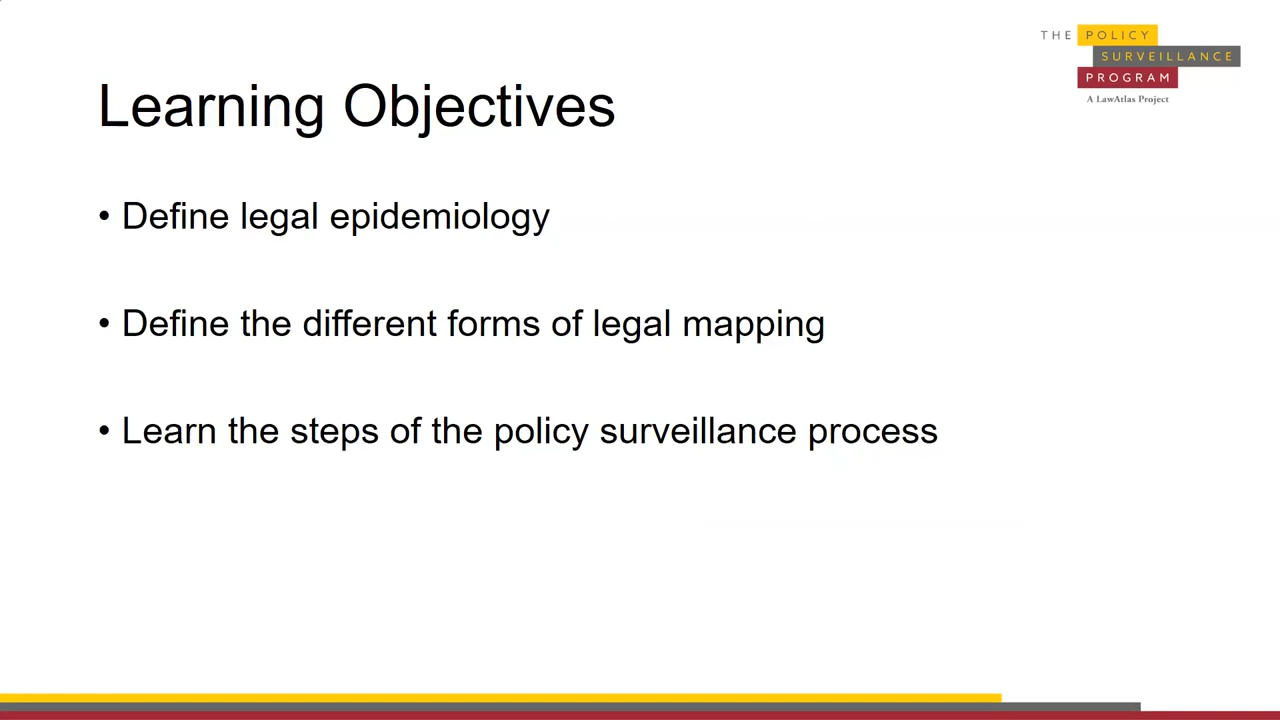 THE POLICY
SURVEILLANCE
PROGRAM
A LawAtlas Project
Learning Objectives
• Define legal epidemiology
• Define the different forms of legal mapping
• Learn the steps of the policy surveillance process